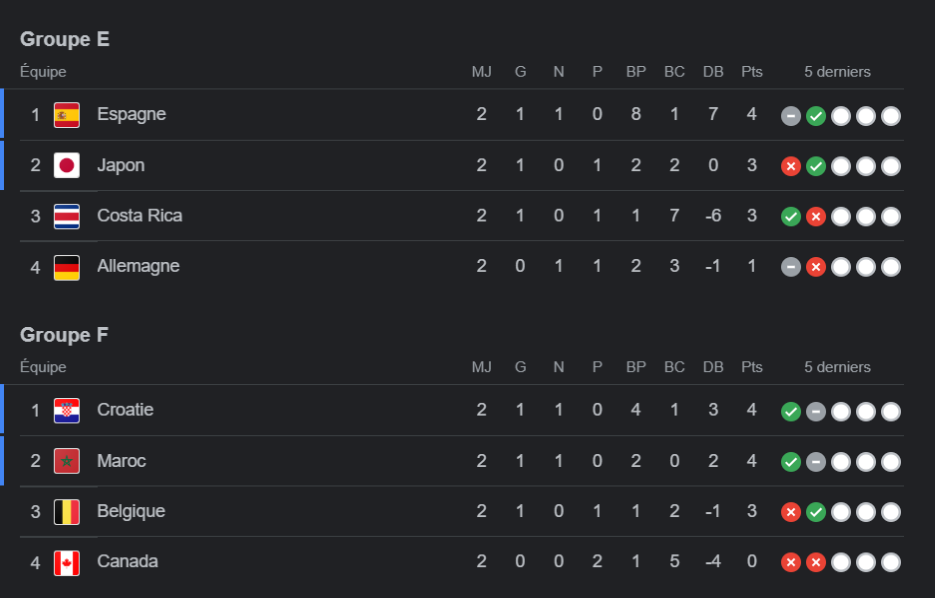 Groupe E
Équipe MJ G N P BP BC DB Pts 5 derniers
1 Espagne 2 1 1 0 8 1 7 4
2 Japon 2 1 0 1 2 2 0 3
3 Costa Rica 2 1 0 1 1 7 -6 3
4 Allemagne 2 0 1 1 2 3 -1 1
Groupe F
Équipe MJ G N P BP BC DB Pts 5 derniers
1 Croatie 2 1 1 0 4 1 3 4
2 Maroc 2 1 1 0 2 0 2 4
3 Belgique 2 1 0 1 1 2 -1 3
4 Canada 2 0 0 2 1 5 -4 0